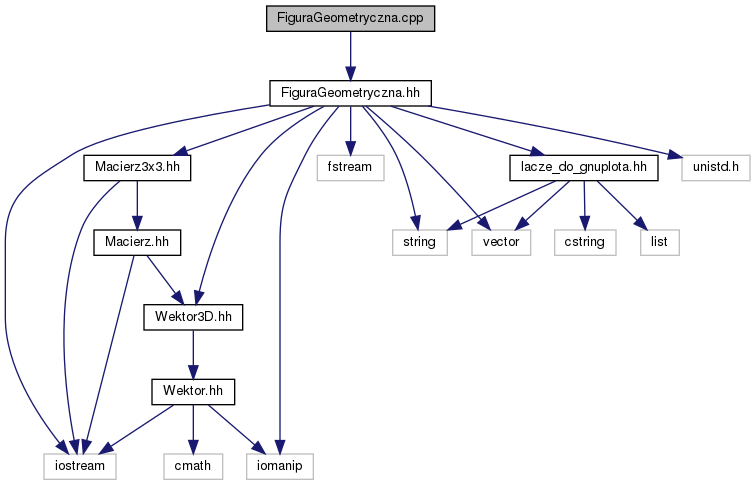 FiguraGeometryczna.cpp
FiguraGeometryczna.hh
Macierz3x3.hh
fstream
lacze_do_gnuplota.hh
unistd.h
Macierz.hh
string
vector
cstring
list
Wektor3D.hh
Wektor.hh
iostream
cmath
iomanip